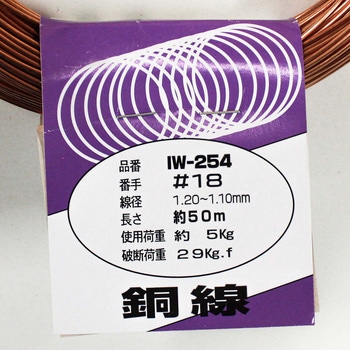 品番 IW-254
番手 #18
線径 1.20~1.10mm
長さ 約50m
使用荷重 約 5Kg
破断荷重 29Kg.f
銅線